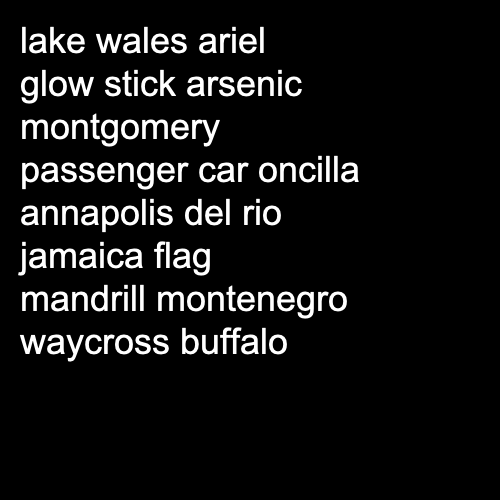 lake wales ariel
glow stick arsenic
montgomery
passenger car oncilla
annapolis del rio
jamaica flag
mandrill montenegro
waycross buffalo